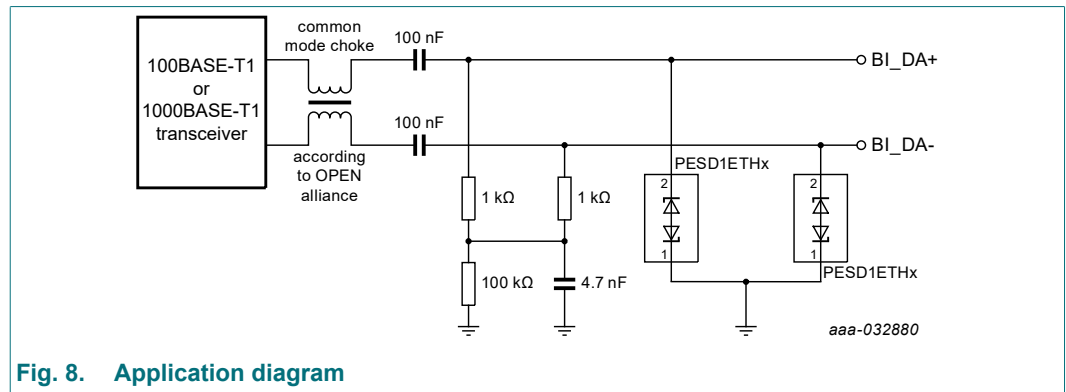 common
mode choke
100 nF
100BASE-T1
or
1000BASE-T1
transceiver
BI_DA+
100 nF
BI_DA-
according
to OPEN
alliance
PESD1ETHx
2
2
1 kΩ
1 kΩ
1
1
PESD1ETHx
100 kΩ
4.7 nF
aaa-032880
Fig. 8. Application diagram